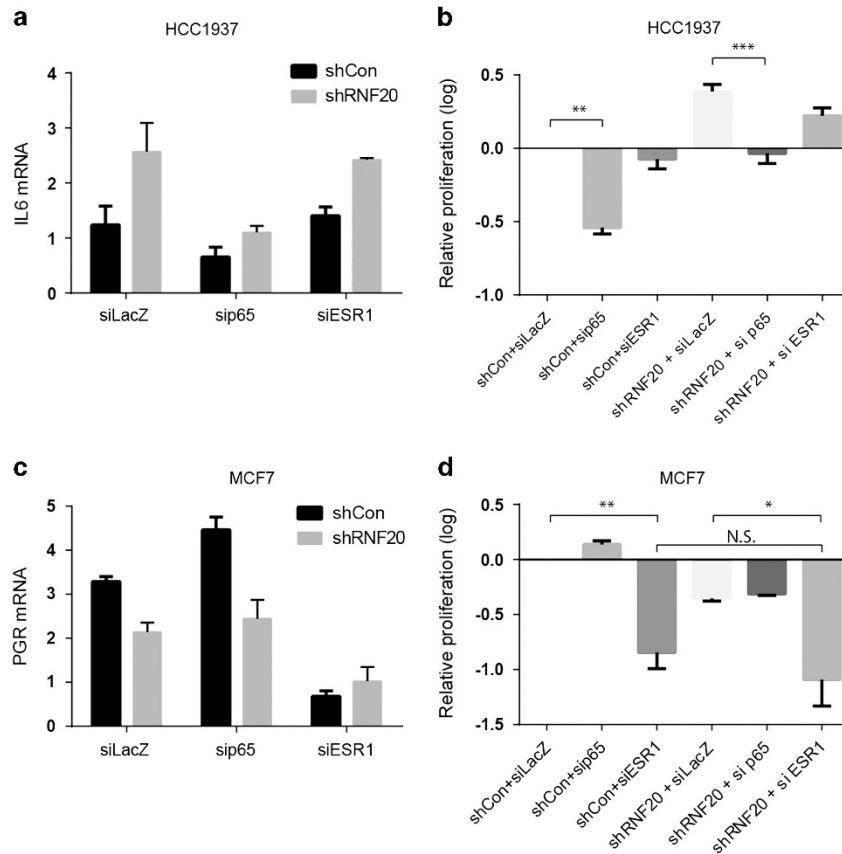 a
HCC1937
shCon
shRNF20
IL6 mRNA
4
3
2
1
0
siLacZ
sip65
siESR1
b
HCC1937
Relative proliferation (log)
0.5
0.0
-0.5
-1.0
**
***
shCon+siLacZ
shCon+sip65
shCon+siESR1
shRNF20 + siLacZ
shRNF20 + si p65
shRNF20 + si ESR1
c
MCF7
shCon
shRNF20
PGR mRNA
5
4
3
2
1
0
siLacZ
sip65
siESR1
d
MCF7
Relative proliferation (log)
0.5
0.0
-0.5
-1.0
-1.5
**
*
N.S.
shCon+siLacZ
shCon+sip65
shCon+siESR1
shRNF20 + siLacZ
shRNF20 + si p65
shRNF20 + si ESR1